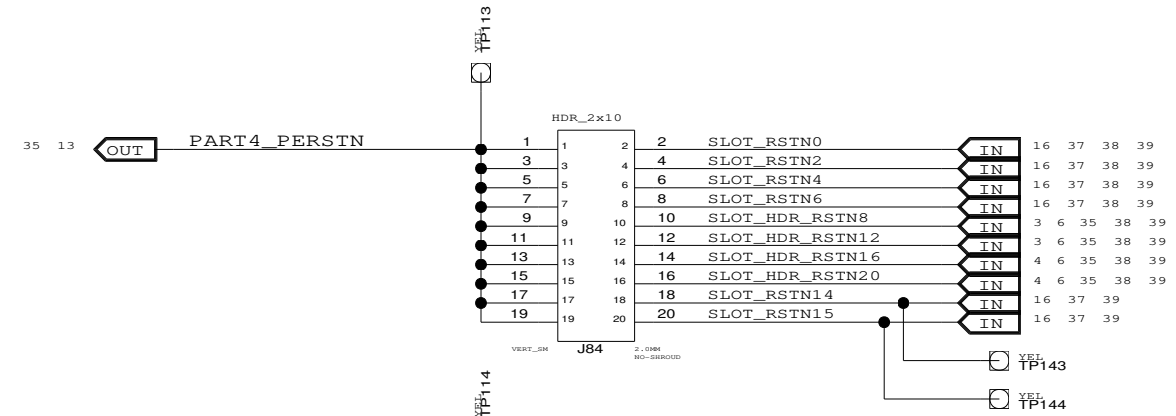 YEL TP113
HDR_2x10
35 13 OUT PART4_PERSTN 1 1 2 2 SLOT_RSTN0 IN 16 37 38 39
3 3 4 4 SLOT_RSTN2 IN 16 37 38 39
5 5 6 6 SLOT_RSTN4 IN 16 37 38 39
7 7 8 8 SLOT_RSTN6 IN 16 37 38 39
9 9 10 10 SLOT_HDR_RSTN8 IN 3 6 35 38 39
11 11 12 12 SLOT_HDR_RSTN12 IN 3 6 35 38 39
13 13 14 14 SLOT_HDR_RSTN16 IN 4 6 35 38 39
15 15 16 16 SLOT_HDR_RSTN20 IN 4 6 35 38 39
17 17 18 18 SLOT_RSTN14 IN 16 37 39
19 19 20 20 SLOT_RSTN15 IN 16 37 39
VERT_SM J84 2.0MM
NO-SHROUD
YEL
TP143
YEL TP114
YEL
TP144